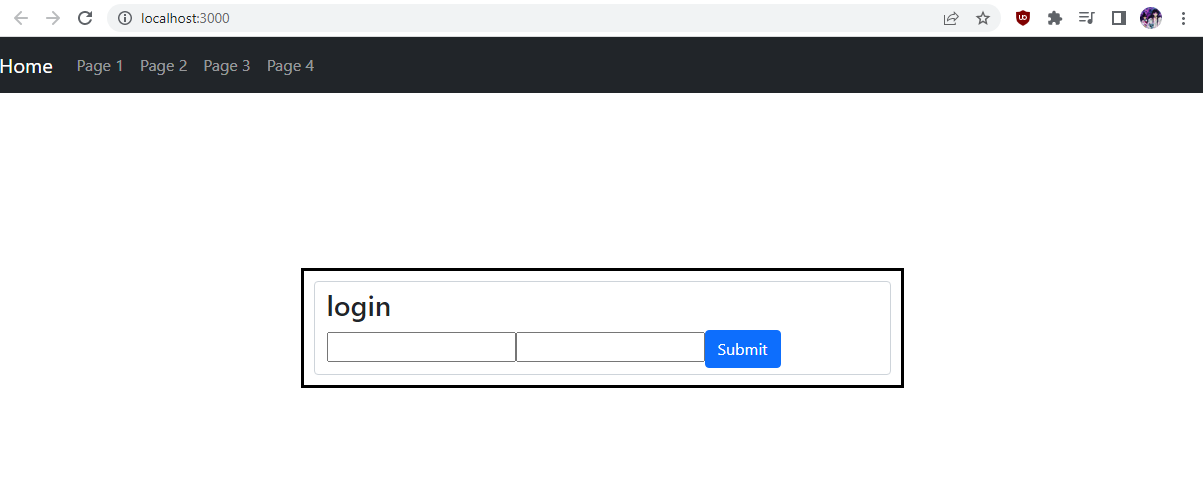 localhost:3000
Home Page 1 Page 2 Page 3 Page 4
login
Submit